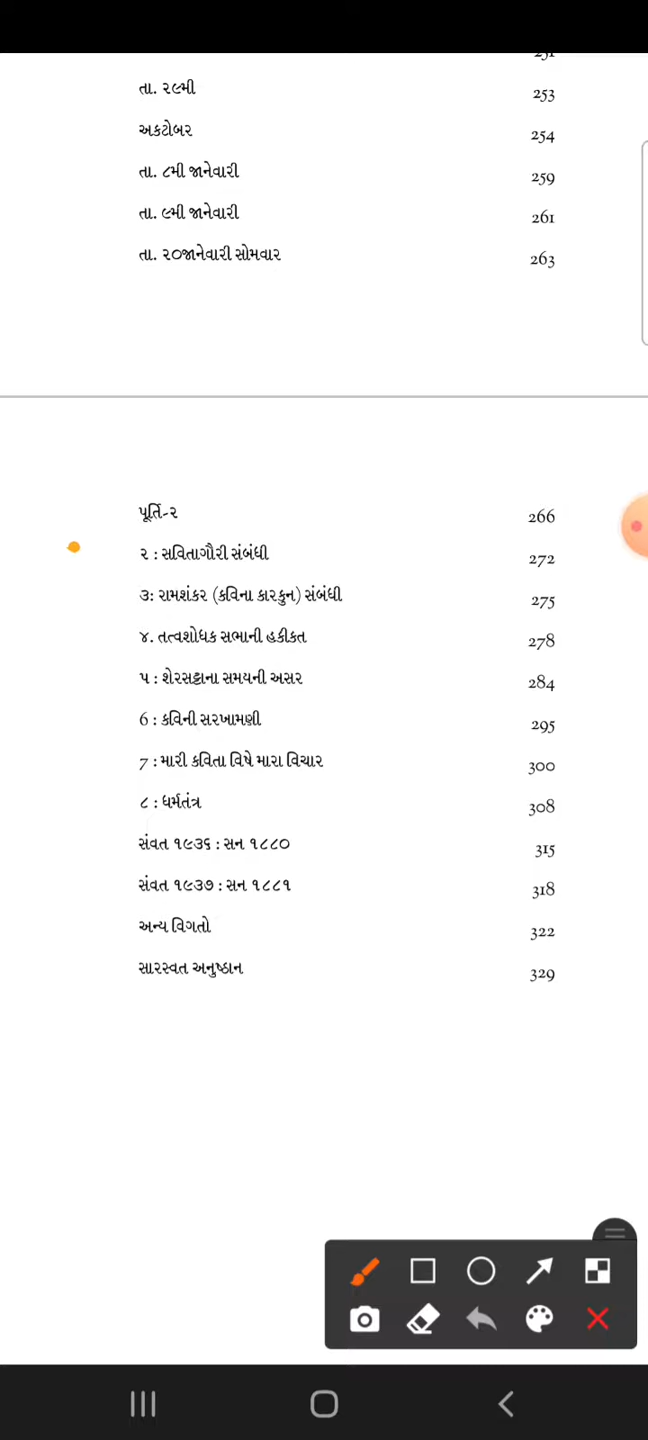 તા. ૨૯મી 253
અકટોબર 254
તા. ૮મી જાનેવારી 259
તા. ૯મી જાનેવારી 261
તા. ૨૦જાનેવારી સોમવાર 263
પૂર્તિ-૨ 266
૨ : સવિતાગૌરી સંબંધી 272
૩: રામશંકર (કવિના કારકુન) સંબંધી 275
૪. તત્વશોધક સભાની હકીકત 278
૫ : શેરસટ્ટાના સમયની અસર 284
6 : કવિની સરખામણી 295
7 : મારી કવિતા વિષે મારા વિચાર 300
૮ : ધર્મતંત્ર 308
સંવત ૧૯૩૬ : સન ૧૮૮૦ 315
સંવત ૧૯૩૭ : સન ૧૮૮૧ 318
અન્ય વિગતો 322
સારસ્વત અનુષ્ઠાન 329